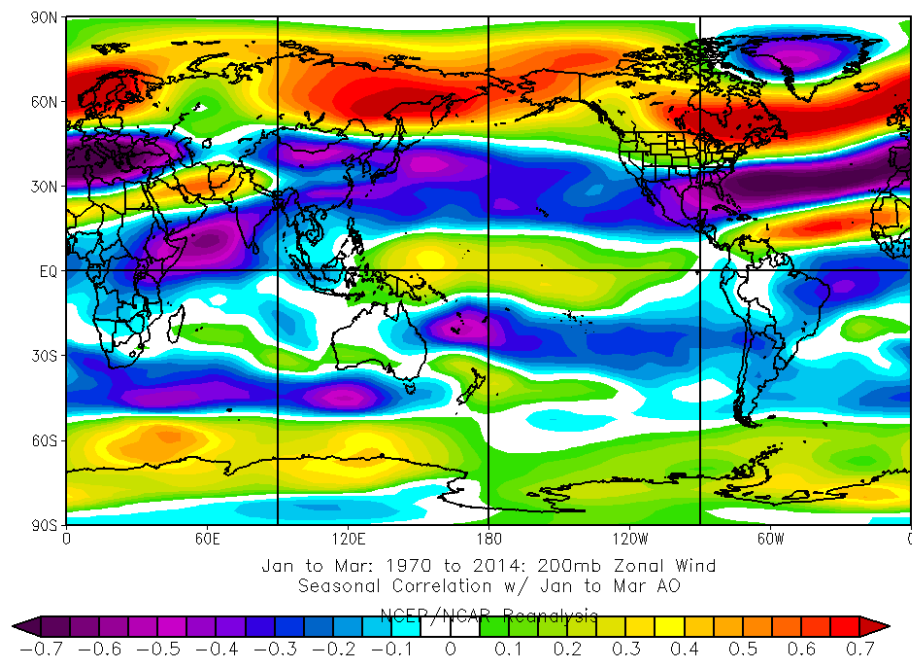 90N
60N
30N
EQ
30S
60S
90S
0 60E 120E 180 120W 60W 0
Jan to Mar: 1970 to 2014: 200mb Zonal Wind
Seasonal Correlation w/ Jan to Mar AO
NCEP/NCAR Reanalysis
-0.7 -0.6 -0.5 -0.4 -0.3 -0.2 -0.1 0 0.1 0.2 0.3 0.4 0.5 0.6 0.7